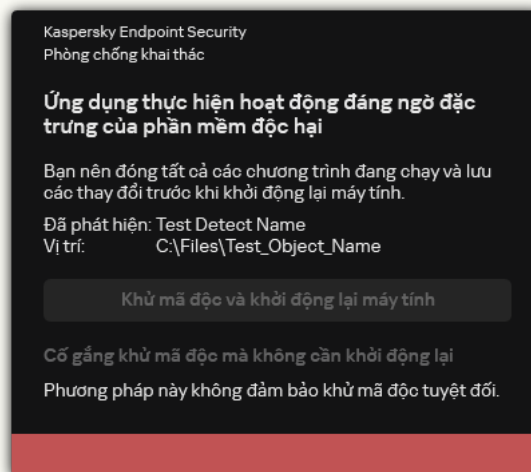 Kaspersky Endpoint Security
Phòng chống khai thác
Ứng dụng thực hiện hoạt động đáng ngờ đặc
trưng của phần mềm độc hại
Bạn nên đóng tất cả các chương trình đang chạy và lưu
các thay đổi trước khi khởi động lại máy tính.
Đã phát hiện: Test Detect Name
Vị trí: C:\Files\Test_Object_Name
Khử mã độc và khởi động lại máy tính
Cố gắng khử mã độc mà không cần khởi động lại
Phương pháp này không đảm bảo khử mã độc tuyệt đối.